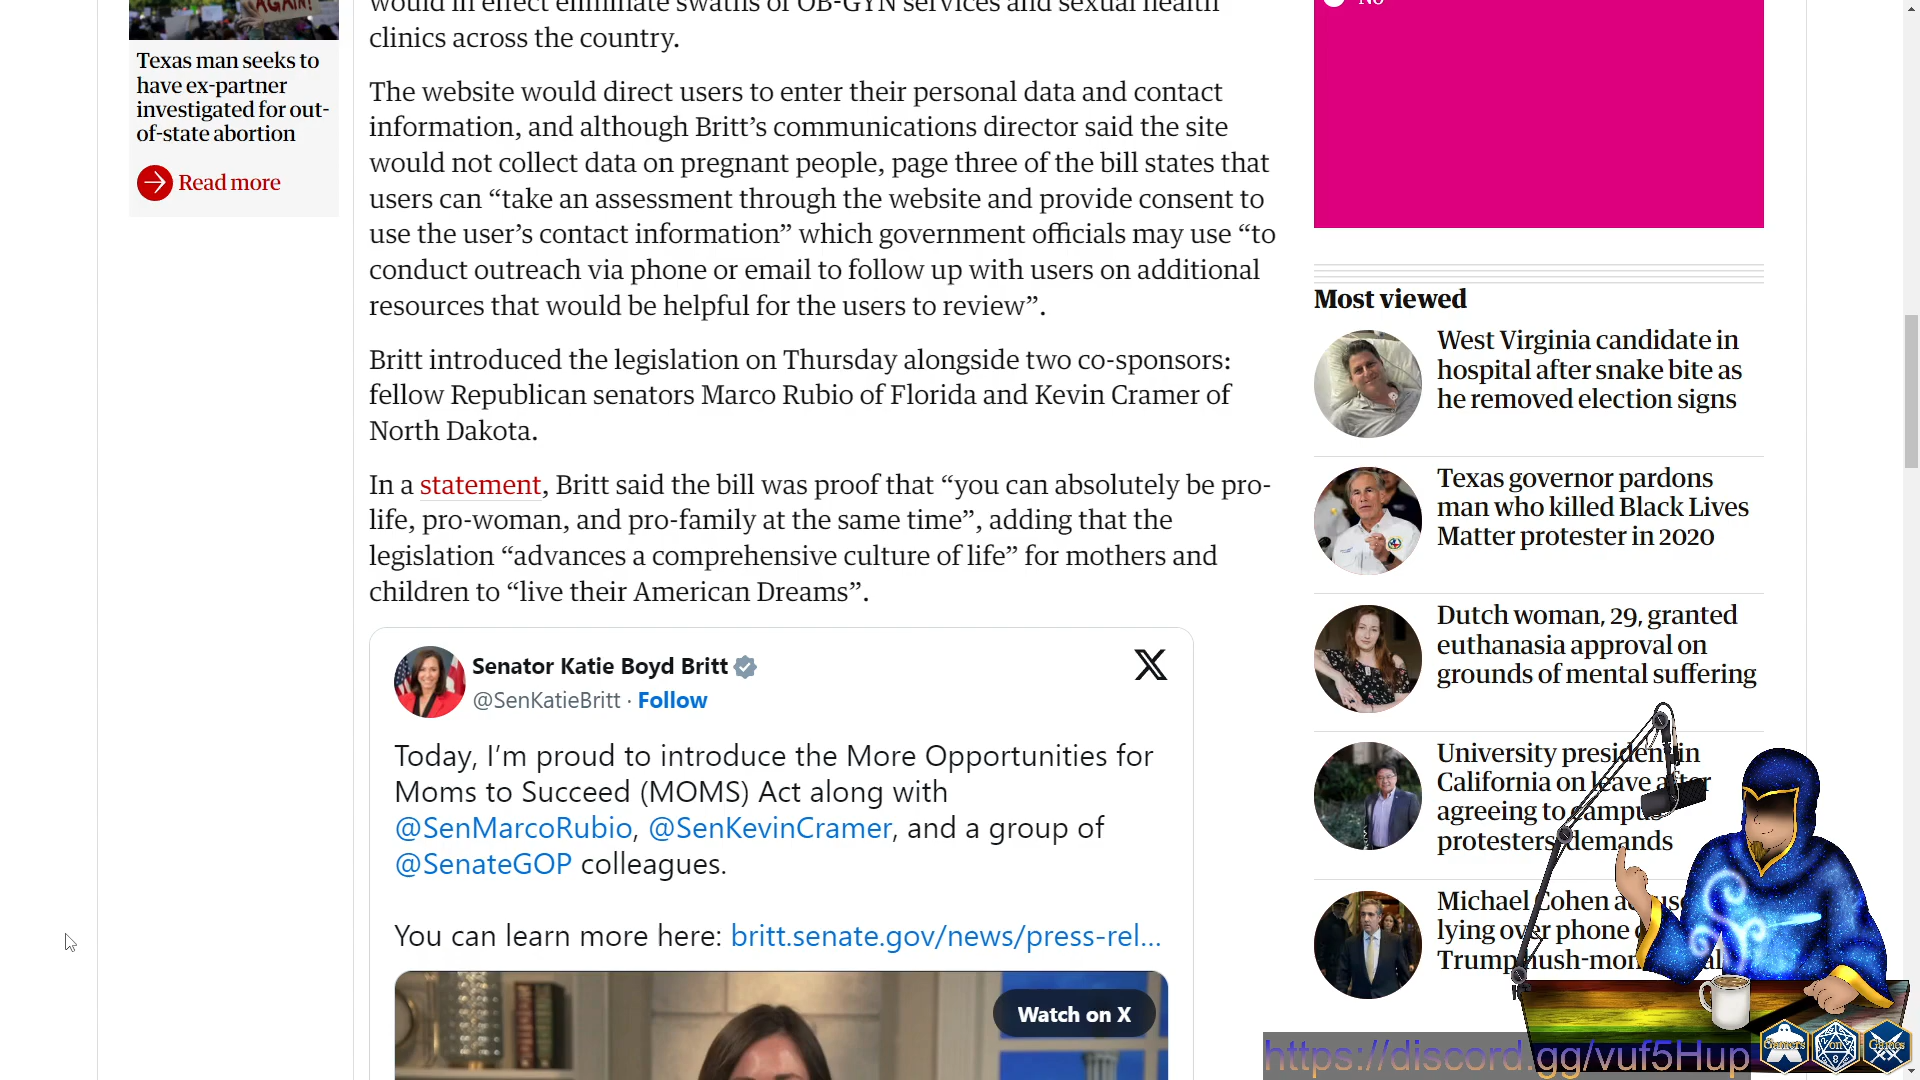 would in effect eliminate swaths of OB-GYN services and sexual health
clinics across the country.
AGAIN!
Texas man seeks to
have ex-partner
investigated for out-
of-state abortion
Read more
The website would direct users to enter their personal data and contact
information, and although Britt’s communications director said the site
would not collect data on pregnant people, page three of the bill states that
users can “take an assessment through the website and provide consent to
use the user’s contact information” which government officials may use “to
conduct outreach via phone or email to follow up with users on additional
resources that would be helpful for the users to review”.
Britt introduced the legislation on Thursday alongside two co-sponsors:
fellow Republican senators Marco Rubio of Florida and Kevin Cramer of
North Dakota.
In a statement, Britt said the bill was proof that “you can absolutely be pro-
life, pro-woman, and pro-family at the same time”, adding that the
legislation “advances a comprehensive culture of life” for mothers and
children to “live their American Dreams”.
Senator Katie Boyd Britt
@SenKatieBritt · Follow
Today, I’m proud to introduce the More Opportunities for
Moms to Succeed (MOMS) Act along with
@SenMarcoRubio, @SenKevinCramer, and a group of
@SenateGOP colleagues.
You can learn more here: britt.senate.gov/news/press-rel...
Watch on X
No
Most viewed
West Virginia candidate in
hospital after snake bite as
he removed election signs
Texas governor pardons
man who killed Black Lives
Matter protester in 2020
Dutch woman, 29, granted
euthanasia approval on
grounds of mental suffering
University president in
California on leave after
agreeing to campus
protesters demands
Michael Cohen
lying over phone
Trump hush-mon
https://discord.gg/vuf5Hup
Gamers
on
Games